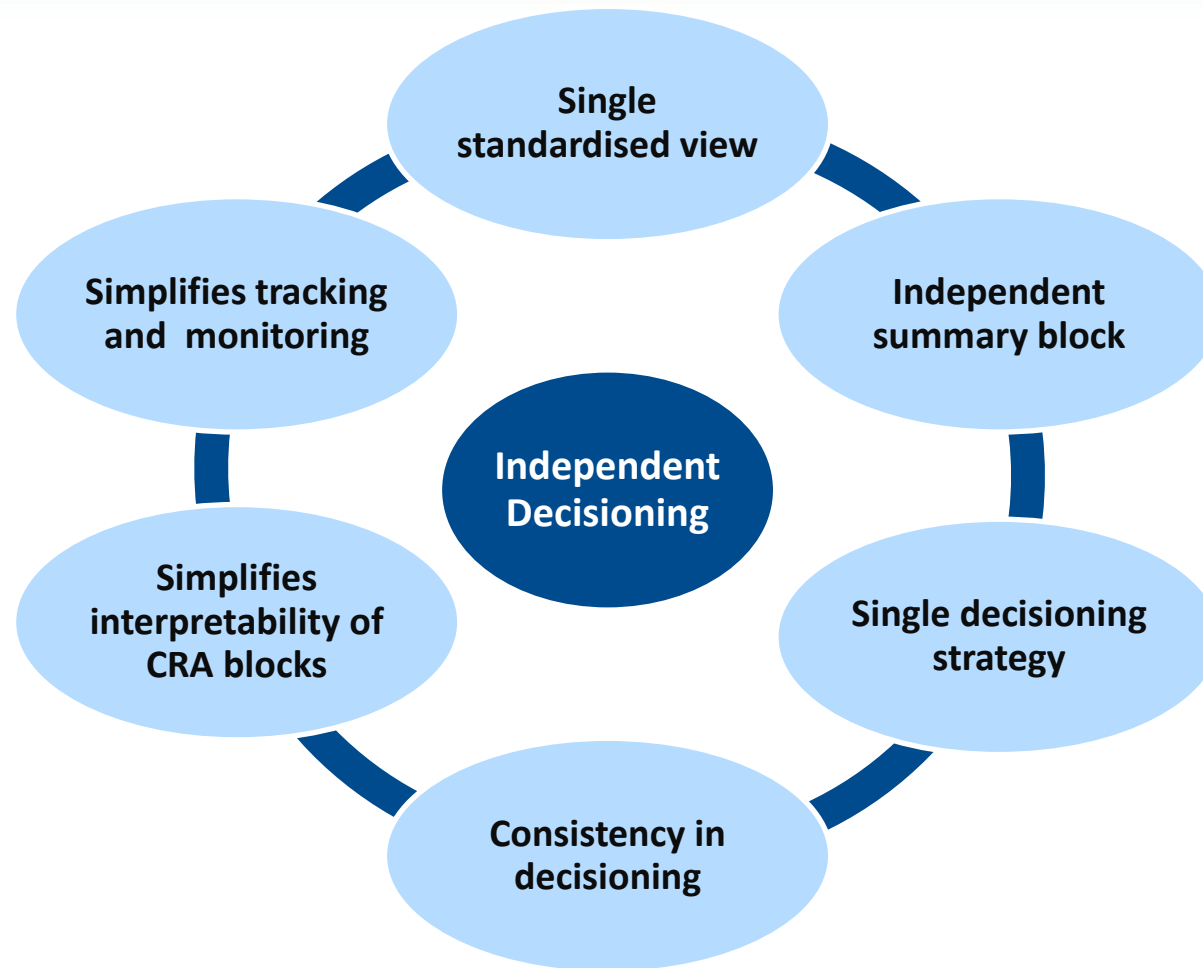 Single
standardised view
Independent
summary block
Single decisioning
strategy
Consistency in
decisioning
Simplifies
interpretability of
CRA blocks
Simplifies tracking
and  monitoring
Independent
Decisioning